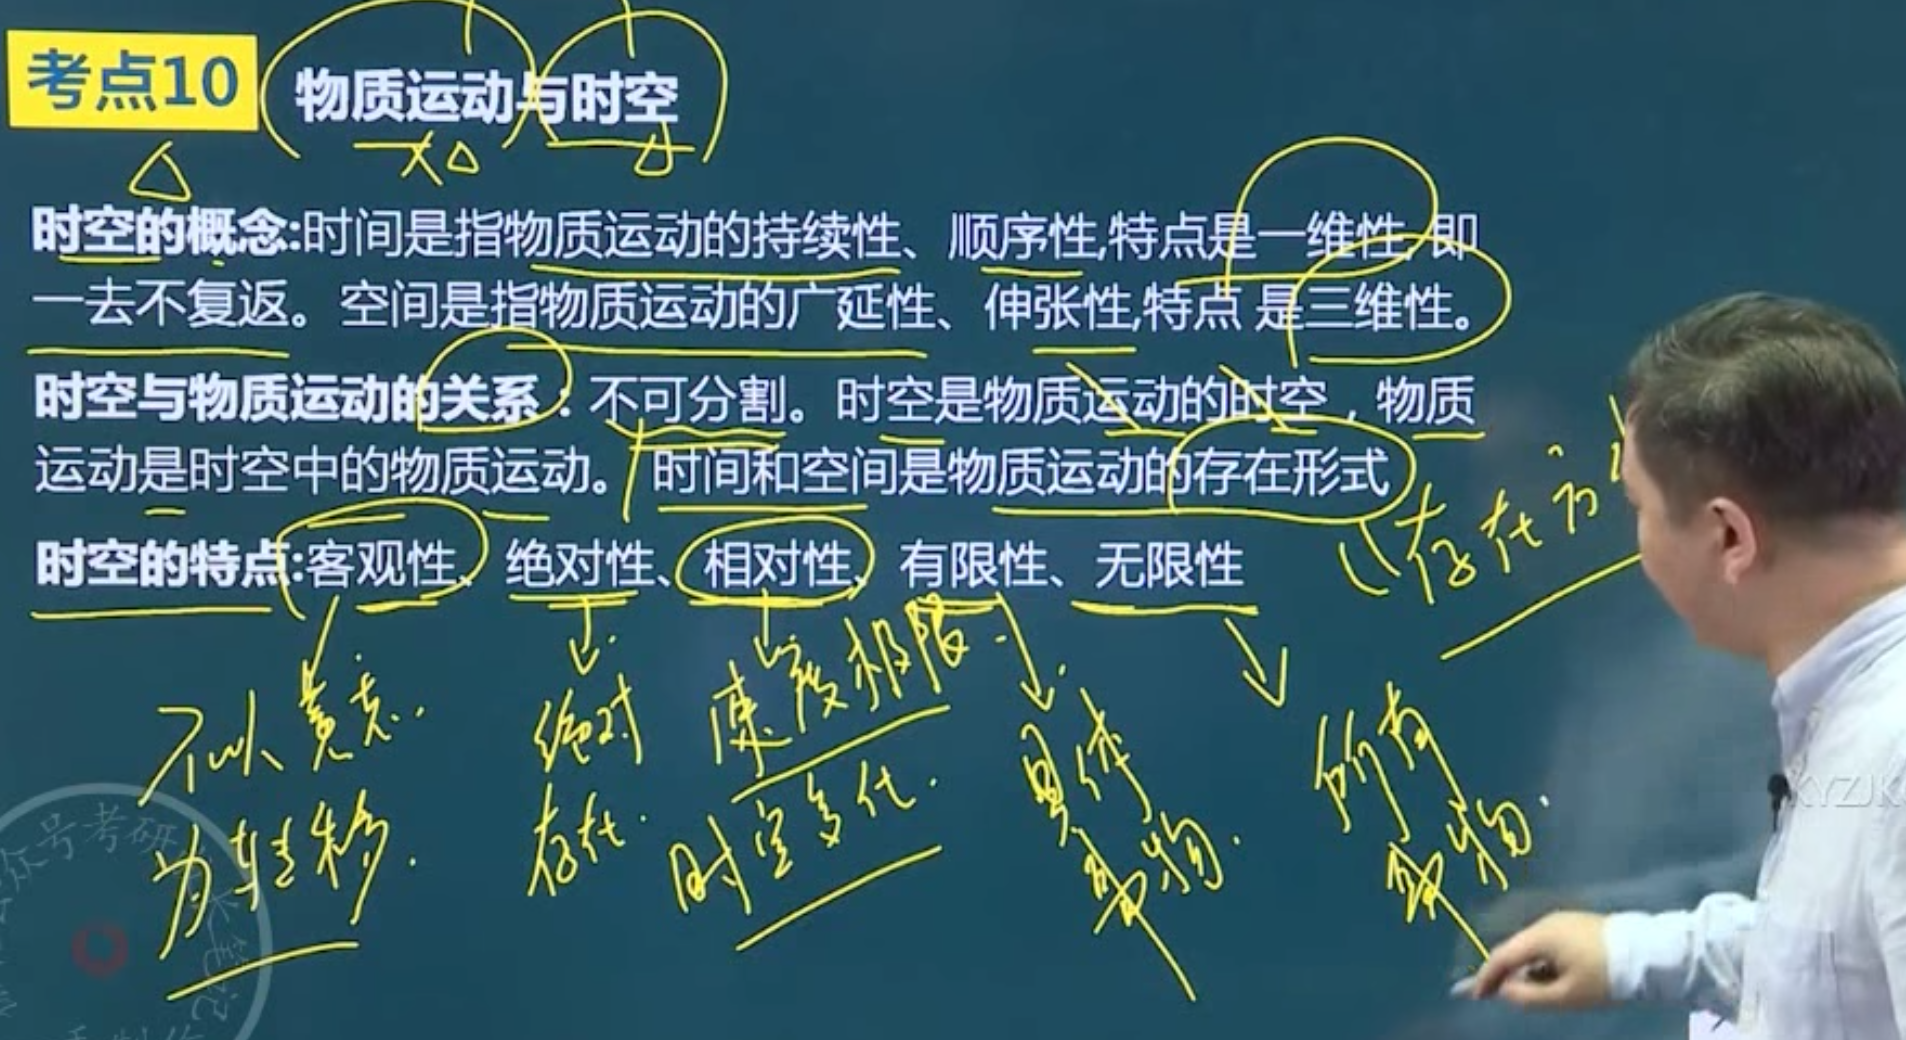 考点10
物质运动与时空
时空的概念:时间是指物质运动的持续性、顺序性,特点是一维性,即
一去不复返。空间是指物质运动的广延性、伸张性,特点 是三维性。
时空与物质运动的关系：不可分割。时空是物质运动的时空，物质
运动是时空中的物质运动。时间和空间是物质运动的存在形式
存在方
时空的特点:客观性、绝对性、相对性、有限性、无限性
不以意志
为转移.
绝对
存在.
速度极限
时空变化.
具体
事物.
所有
事物.
KYZJK
众号考研